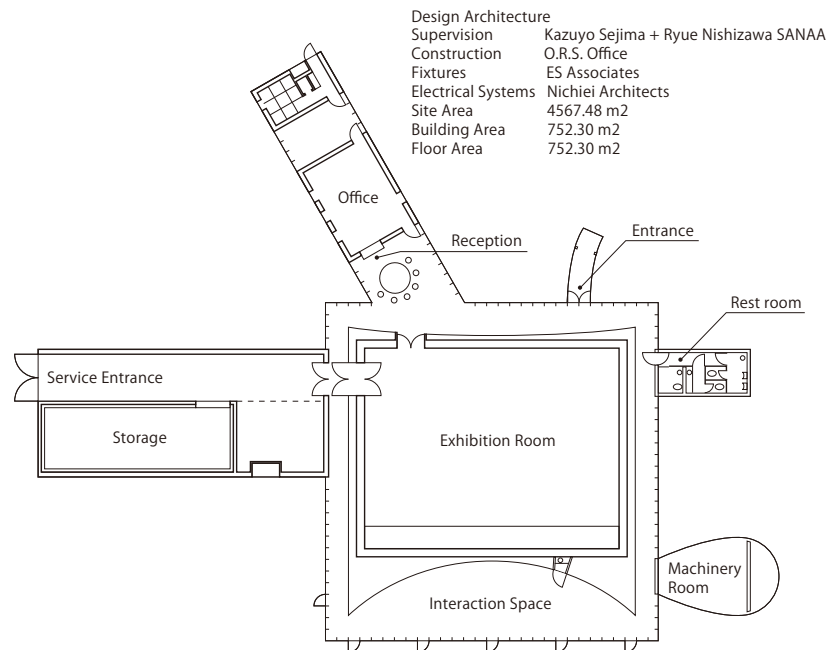 Design Architecture
Supervision Kazuyo Sejima + Ryue Nishizawa SANAA
Construction O.R.S. Office
Fixtures ES Associates
Electrical Systems Nichiei Architects
Site Area 4567.48 m2
Building Area 752.30 m2
Floor Area 752.30 m2
Office
Reception
Entrance
Rest room
Service Entrance
Storage
Exhibition Room
Machinery
Room
Interaction Space